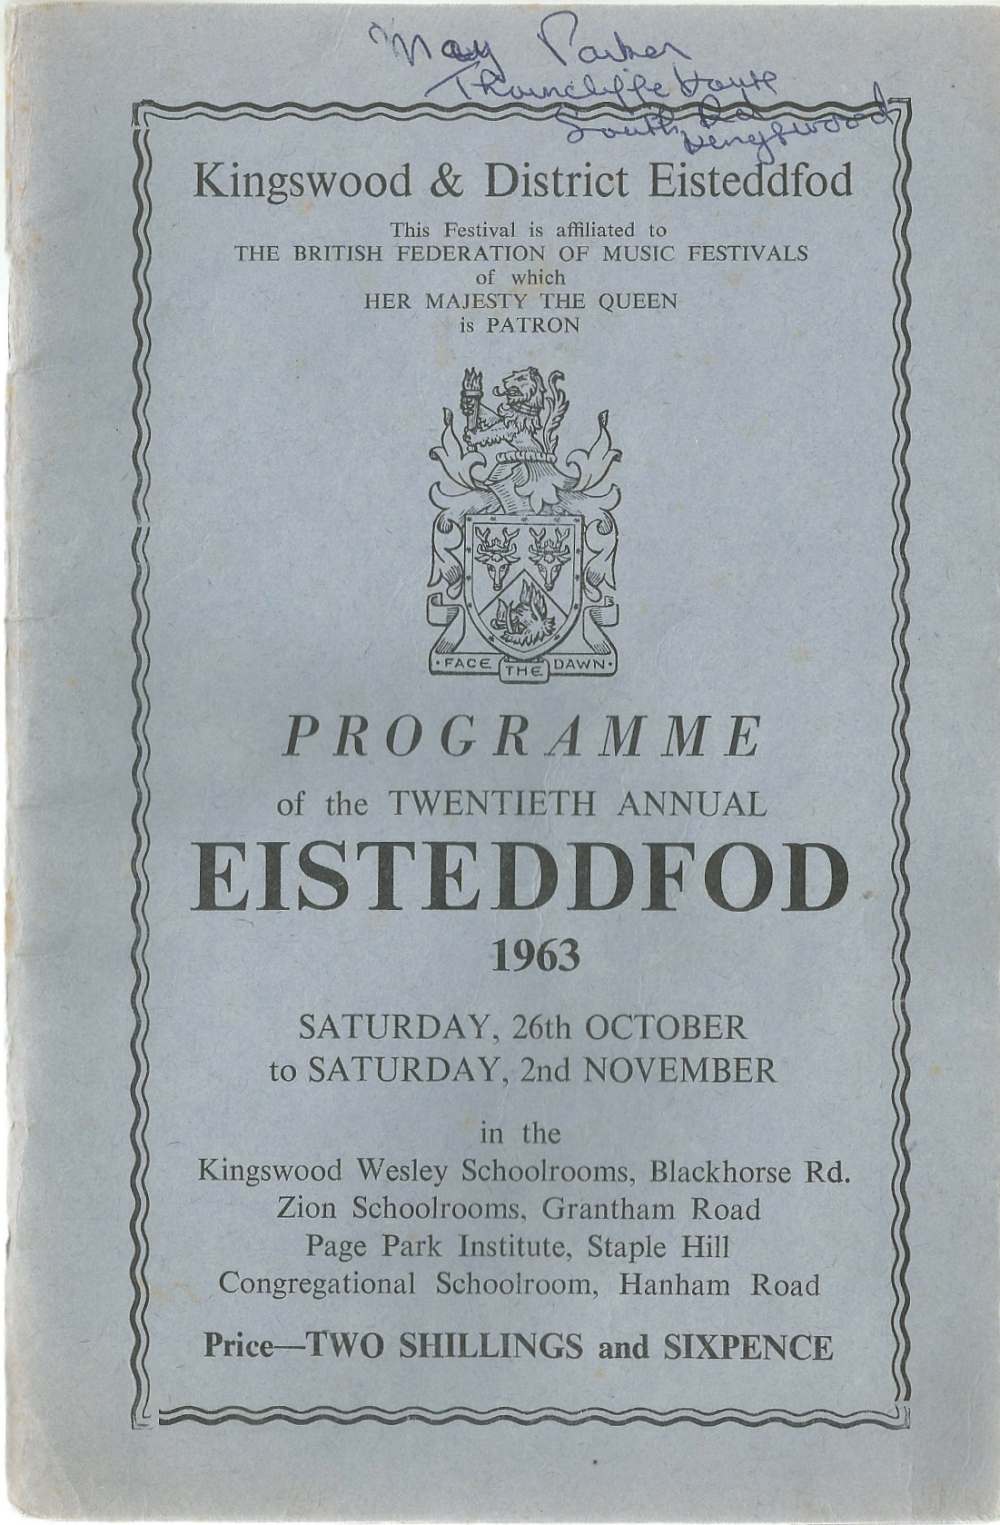 May Parker
Thorncliffe House
South Rd
Kingswood
Kingswood & District Eisteddfod
This Festival is affiliated to
THE BRITISH FEDERATION OF MUSIC FESTIVALS
of which
HER MAJESTY THE QUEEN
is PATRON
·FACE THE DAWN·
PROGRAMME
of the TWENTIETH ANNUAL
EISTEDDFOD
1963
SATURDAY, 26th OCTOBER
to SATURDAY, 2nd NOVEMBER
in the
Kingswood Wesley Schoolrooms, Blackhorse Rd.
Zion Schoolrooms, Grantham Road
Page Park Institute, Staple Hill
Congregational Schoolroom, Hanham Road
Price—TWO SHILLINGS and SIXPENCE